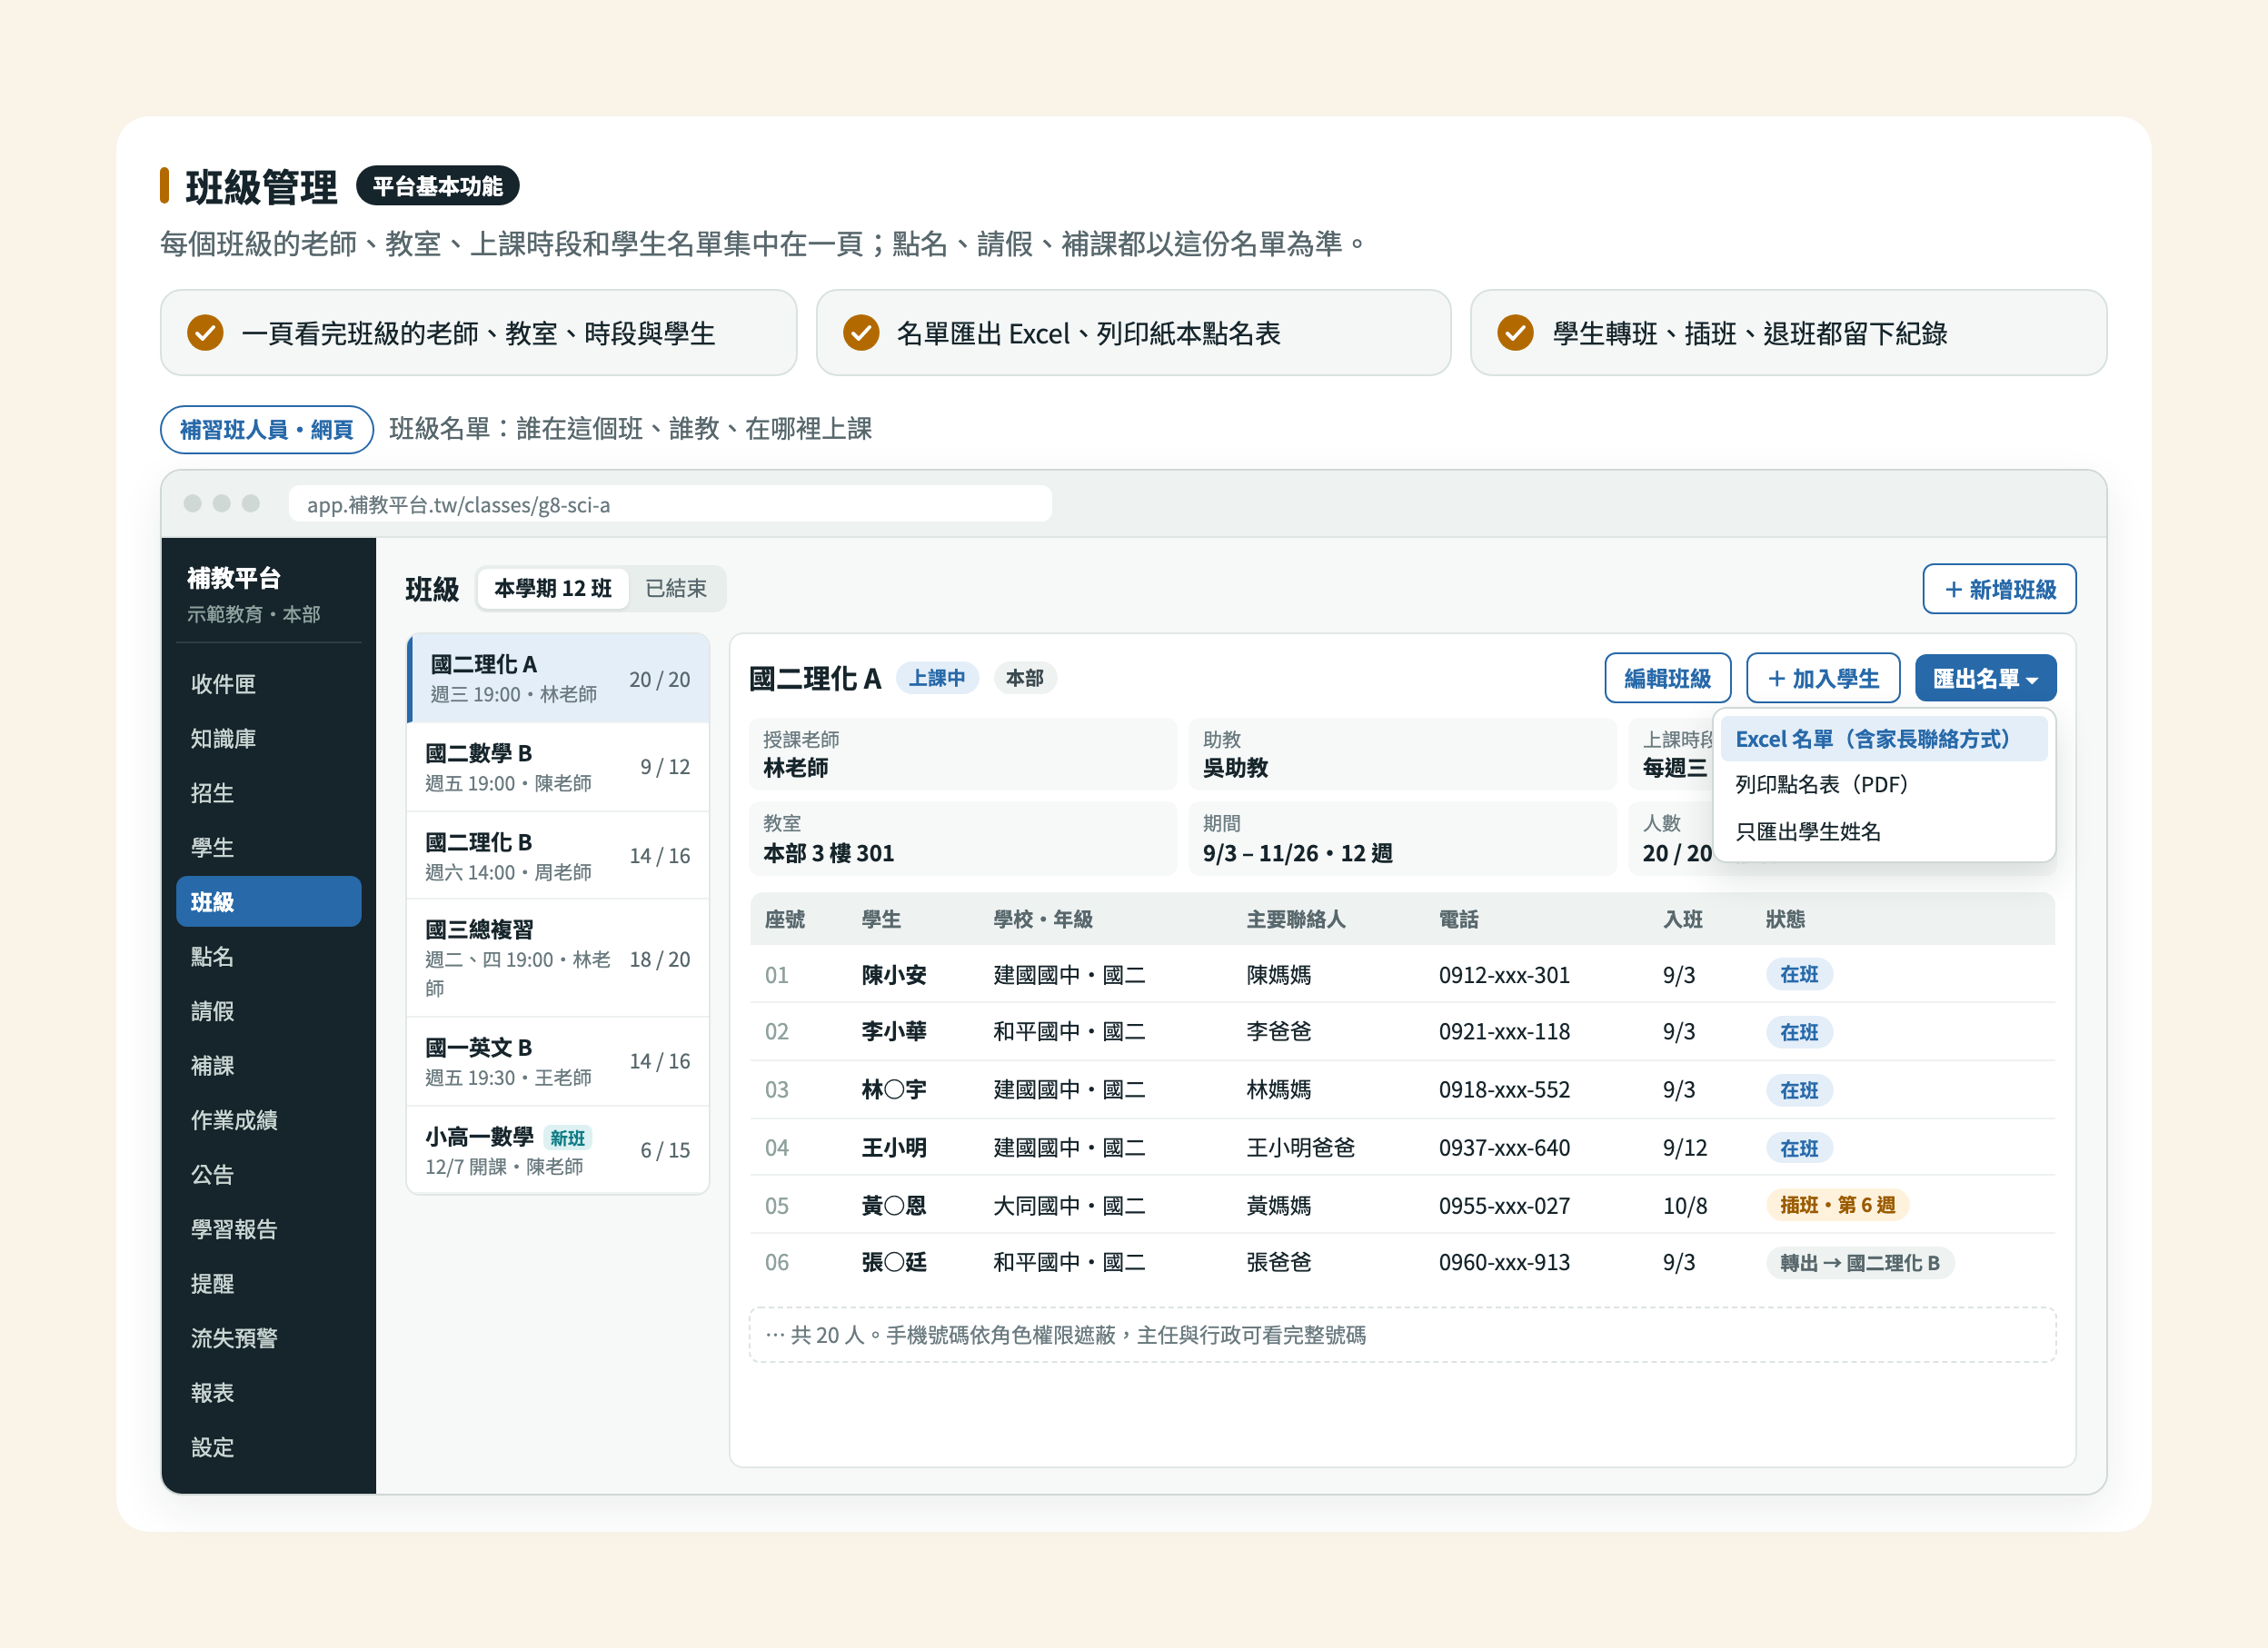 班級管理 平台基本功能
每個班級的老師、教室、上課時段和學生名單集中在一頁；點名、請假、補課都以這份名單為準。
一頁看完班級的老師、教室、時段與學生
名單匯出 Excel、列印紙本點名表
學生轉班、插班、退班都留下紀錄
補習班人員・網頁 班級名單：誰在這個班、誰教、在哪裡上課
app.補教平台.tw/classes/g8-sci-a
補教平台
示範教育・本部
收件匣
知識庫
招生
學生
班級
點名
請假
補課
作業成績
公告
學習報告
提醒
流失預警
報表
設定
班級 本學期 12 班 已結束 ＋ 新增班級
國二理化 A
週三 19:00・林老師
20 / 20
國二數學 B
週五 19:00・陳老師
9 / 12
國二理化 B
週六 14:00・周老師
14 / 16
國三總複習
週二、四 19:00・林老
師
18 / 20
國一英文 B
週五 19:30・王老師
14 / 16
小高一數學 新班
12/7 開課・陳老師
6 / 15
國二理化 A 上課中 本部 編輯班級 ＋ 加入學生 匯出名單
Excel 名單（含家長聯絡方式）
列印點名表（PDF）
只匯出學生姓名
授課老師
林老師
助教
吳助教
上課時段
每週三
教室
本部 3 樓 301
期間
9/3 – 11/26・12 週
人數
20 / 20
座號 學生 學校・年級 主要聯絡人 電話 入班 狀態
01 陳小安 建國國中・國二 陳媽媽 0912-xxx-301 9/3 在班
02 李小華 和平國中・國二 李爸爸 0921-xxx-118 9/3 在班
03 林○宇 建國國中・國二 林媽媽 0918-xxx-552 9/3 在班
04 王小明 建國國中・國二 王小明爸爸 0937-xxx-640 9/12 在班
05 黃○恩 大同國中・國二 黃媽媽 0955-xxx-027 10/8 插班・第 6 週
06 張○廷 和平國中・國二 張爸爸 0960-xxx-913 9/3 轉出 → 國二理化 B
⋯ 共 20 人。手機號碼依角色權限遮蔽，主任與行政可看完整號碼